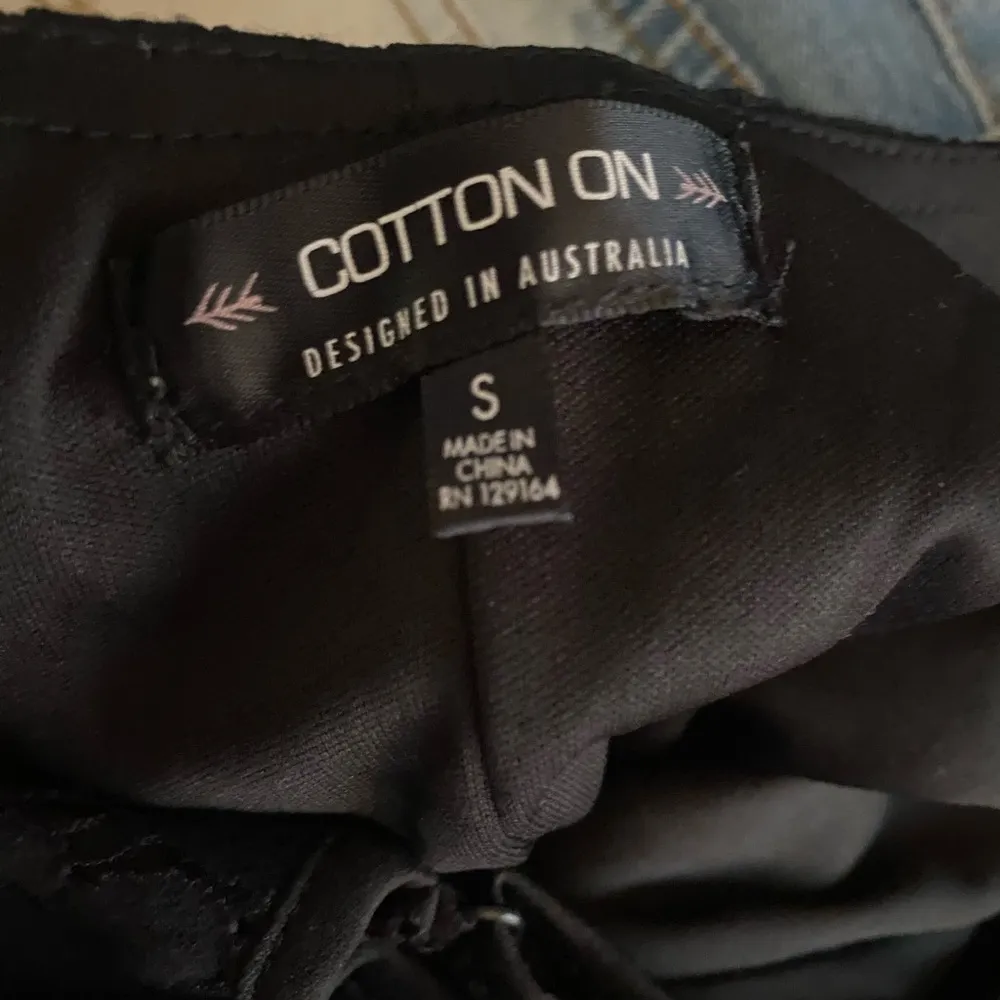 COTTON ON
DESIGNED IN AUSTRALIA
S
MADE IN
CHINA
RN 129164